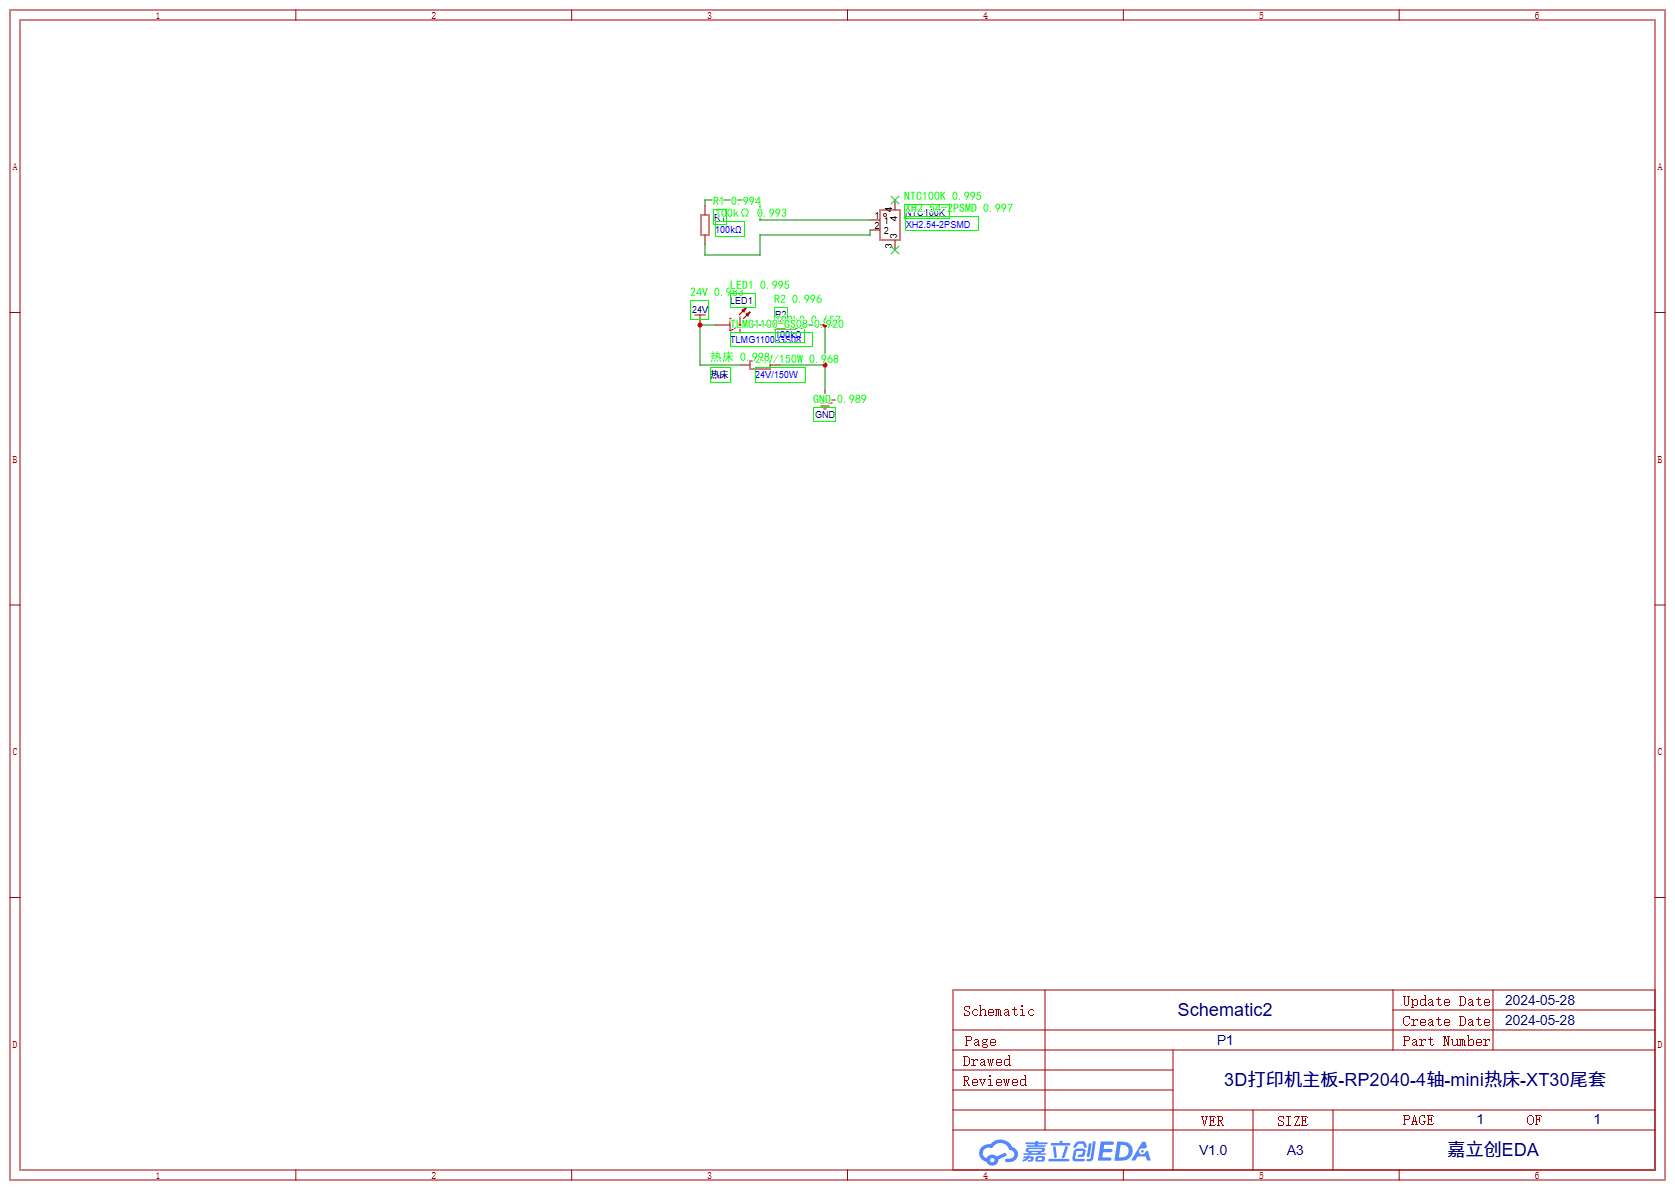 1 2 3 4 5 6
A A
R1 0.994
100kΩ 0.993
R1
100kΩ
NTC100K 0.995
XH2.54-2PSMD 0.997
NTC100K
XH2.54-2PSMD
1
2
1
2
4
4
3
3
LED1 0.995
24V
LED1
24V
R2 0.996
R2
TLMG1100-GS08 0.920
100kΩ
TLMG1100-GS08
热床 0.998
24V/150W 0.968
热床
24V/150W
GND 0.989
GND
B B
C C
D D
Schematic
Schematic2
Update Date 2024-05-28
Create Date 2024-05-28
Page
P1
Part Number
Drawed
Reviewed
3D打印机主板-RP2040-4轴-mini热床-XT30尾套
VER SIZE PAGE 1 OF 1
嘉立创EDA
V1.0 A3 嘉立创EDA
1 2 3 4 5 6